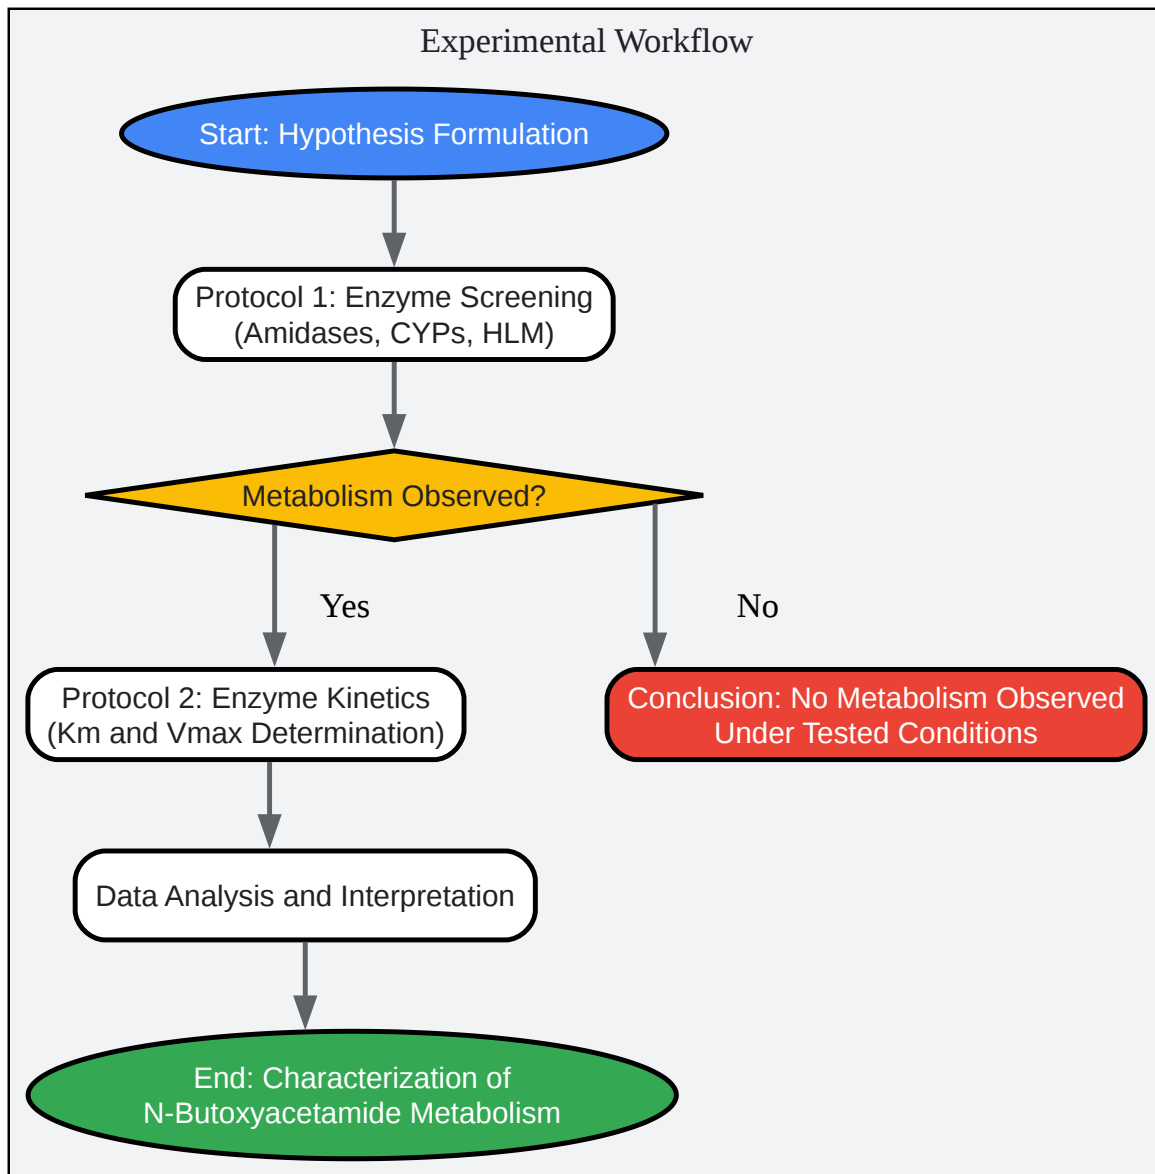 Experimental Workflow
Start: Hypothesis Formulation
Protocol 1: Enzyme Screening
(Amidases, CYPs, HLM)
Metabolism Observed?
Yes
No
Protocol 2: Enzyme Kinetics
(Km and Vmax Determination)
Conclusion: No Metabolism Observed
Under Tested Conditions
Data Analysis and Interpretation
End: Characterization of
N-Butoxyacetamide Metabolism